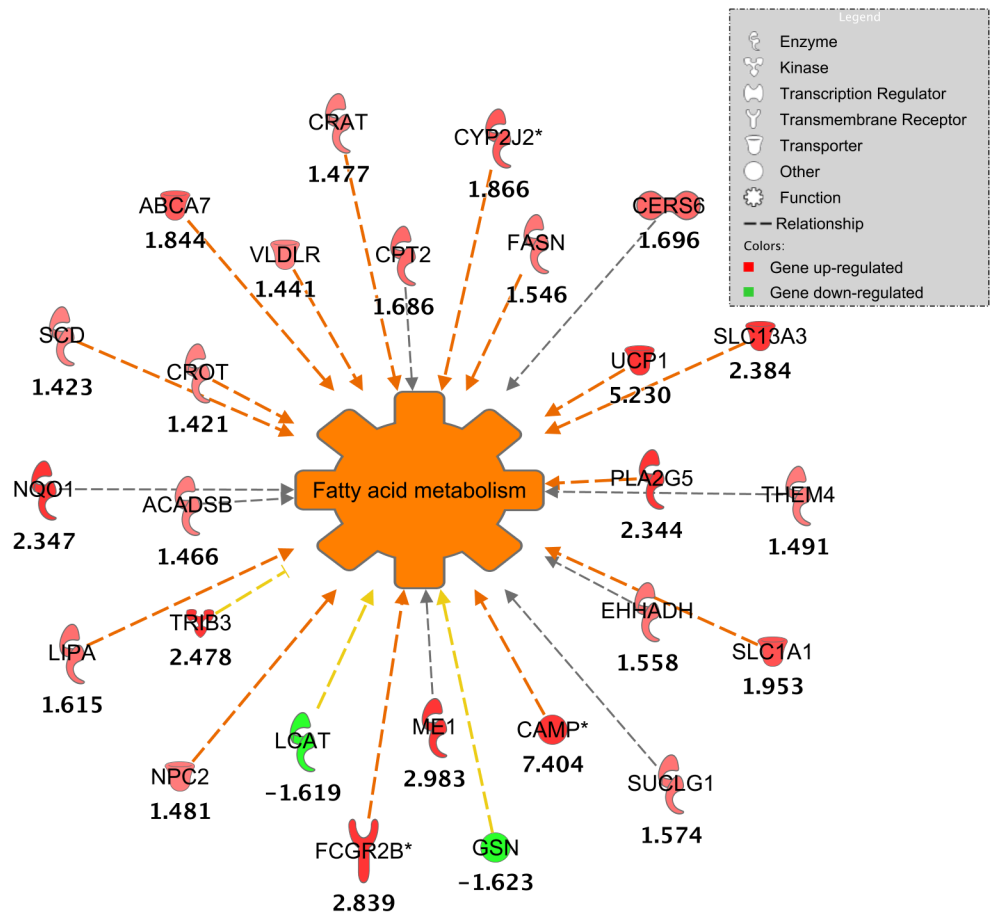 Legend
Enzyme
Kinase
Transcription Regulator
Transmembrane Receptor
Transporter
Other
Function
Relationship
Colors:
Gene up-regulated
Gene down-regulated
CRAT
1.477
CYP2J2*
1.866
ABCA7
1.844
CERS6
1.696
VLDLR
1.441
CPT2
1.686
FASN
1.546
SCD
1.423
CROT
1.421
UCP1
5.230
SLC13A3
2.384
NQO1
2.347
ACADSB
1.466
Fatty acid metabolism
PLA2G5
2.344
THEM4
1.491
LIPA
1.615
TRIB3
2.478
EHHADH
1.558
SLC1A1
1.953
NPC2
1.481
LCAT
-1.619
ME1
2.983
CAMP*
7.404
SUCLG1
1.574
FCGR2B*
2.839
GSN
-1.623